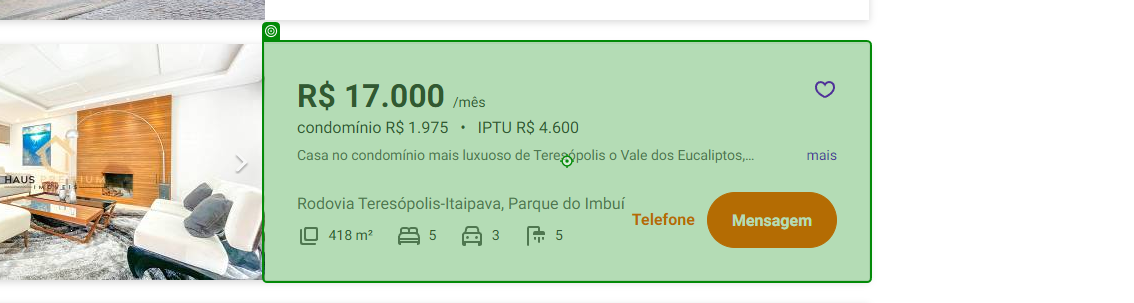 R$ 17.000 /mês
condomínio R$ 1.975 • IPTU R$ 4.600
Casa no condomínio mais luxuoso de Teresópolis o Vale dos Eucaliptos,... mais
Rodovia Teresópolis-Itaipava, Parque do Imbuí
Telefone Mensagem
418 m² 5 3 5
HAUS PREMIUM
IMÓVEIS